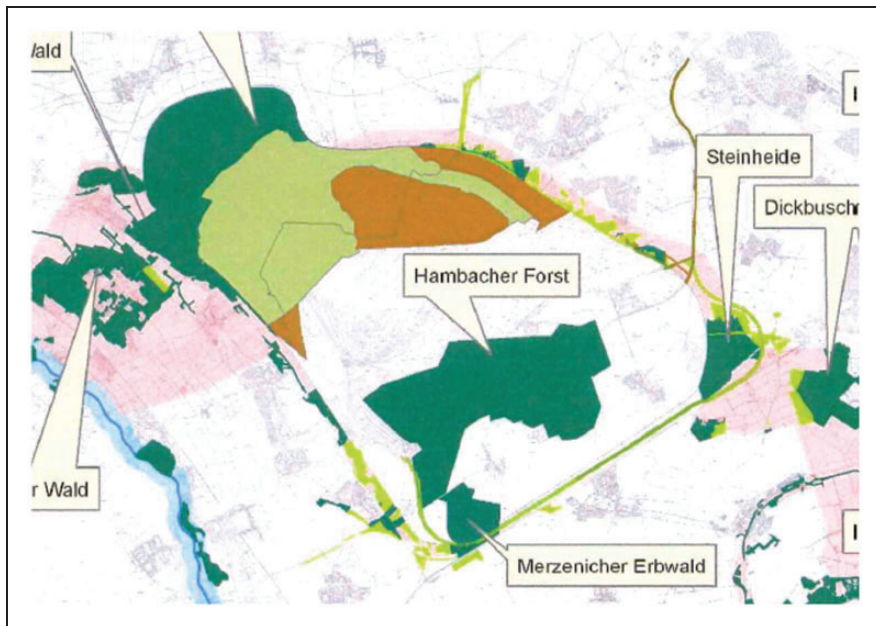 Wald
Steinheide
Dickbusch
Hambacher Forst
r Wald
Merzenicher Erbwald